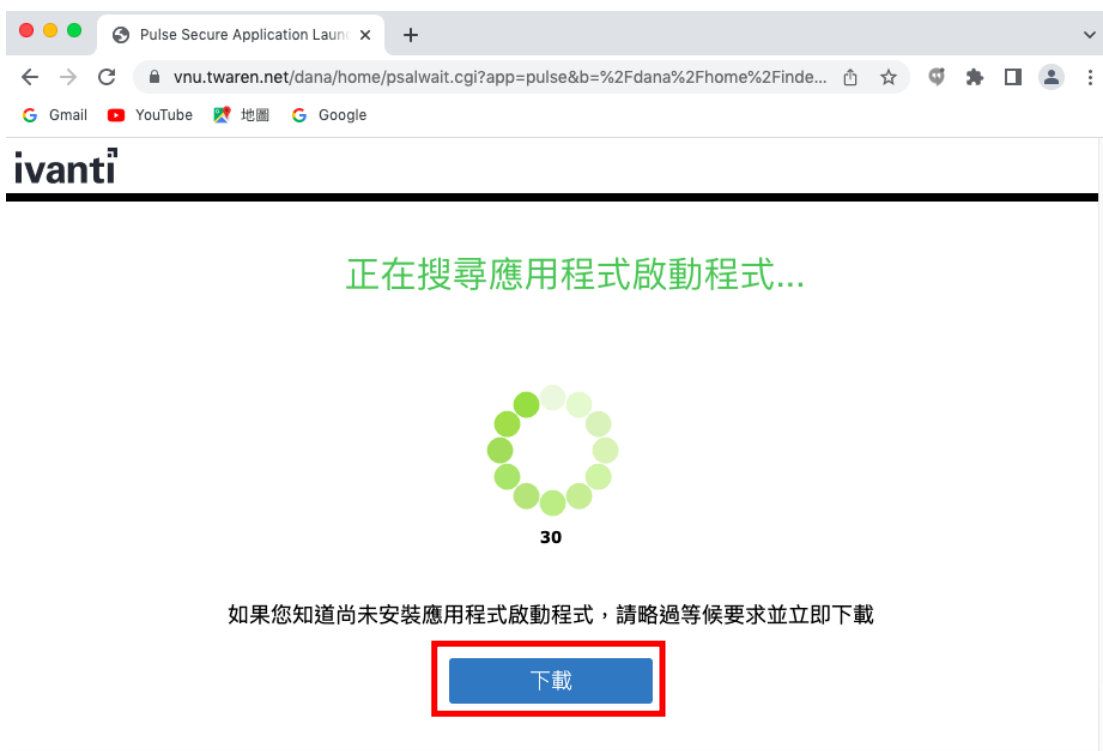 Pulse Secure Application Laun
vnu.twaren.net/dana/home/psalwait.cgi?app=pulse&b=%2Fdana%2Fhome%2Finde...
Gmail YouTube 地圖 Google
ivanti
正在搜尋應用程式啟動程式...
30
如果您知道尚未安裝應用程式啟動程式，請略過等候要求並立即下載
下載